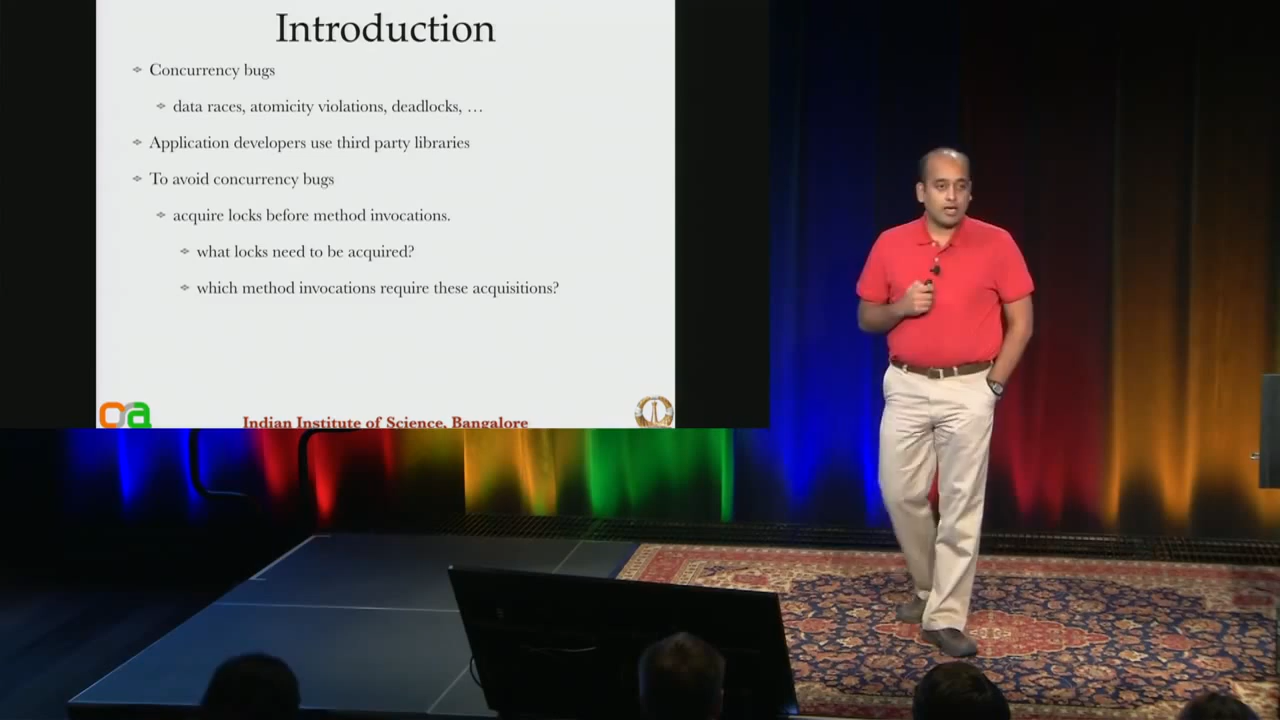 Introduction
Concurrency bugs
data races, atomicity violations, deadlocks, …
Application developers use third party libraries
To avoid concurrency bugs
acquire locks before method invocations.
what locks need to be acquired?
which method invocations require these acquisitions?
Indian Institute of Science, Bangalore